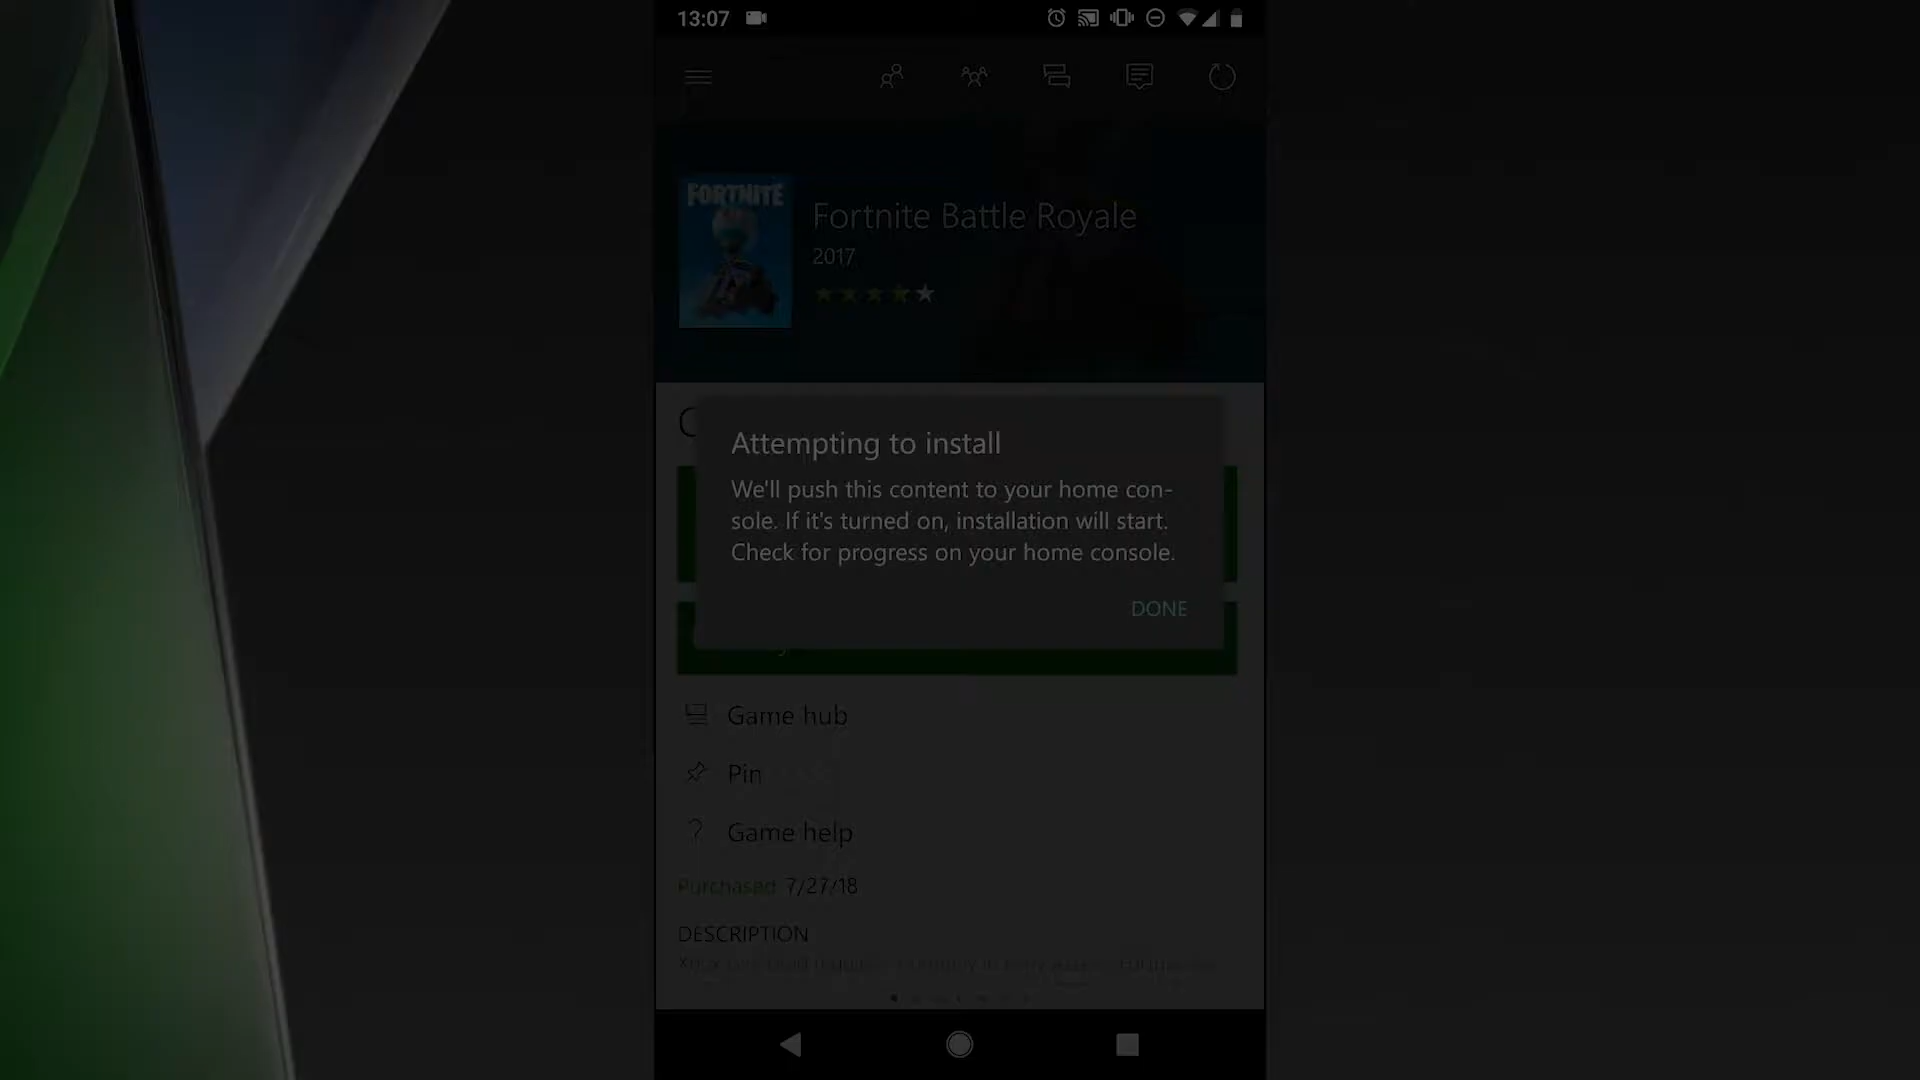 13:07
FORTNITE
Fortnite Battle Royale
2017
Attempting to install
We'll push this content to your home con-
sole. If it's turned on, installation will start.
Check for progress on your home console.
DONE
Game hub
Pin
Game help
Purchased 7/27/18
DESCRIPTION